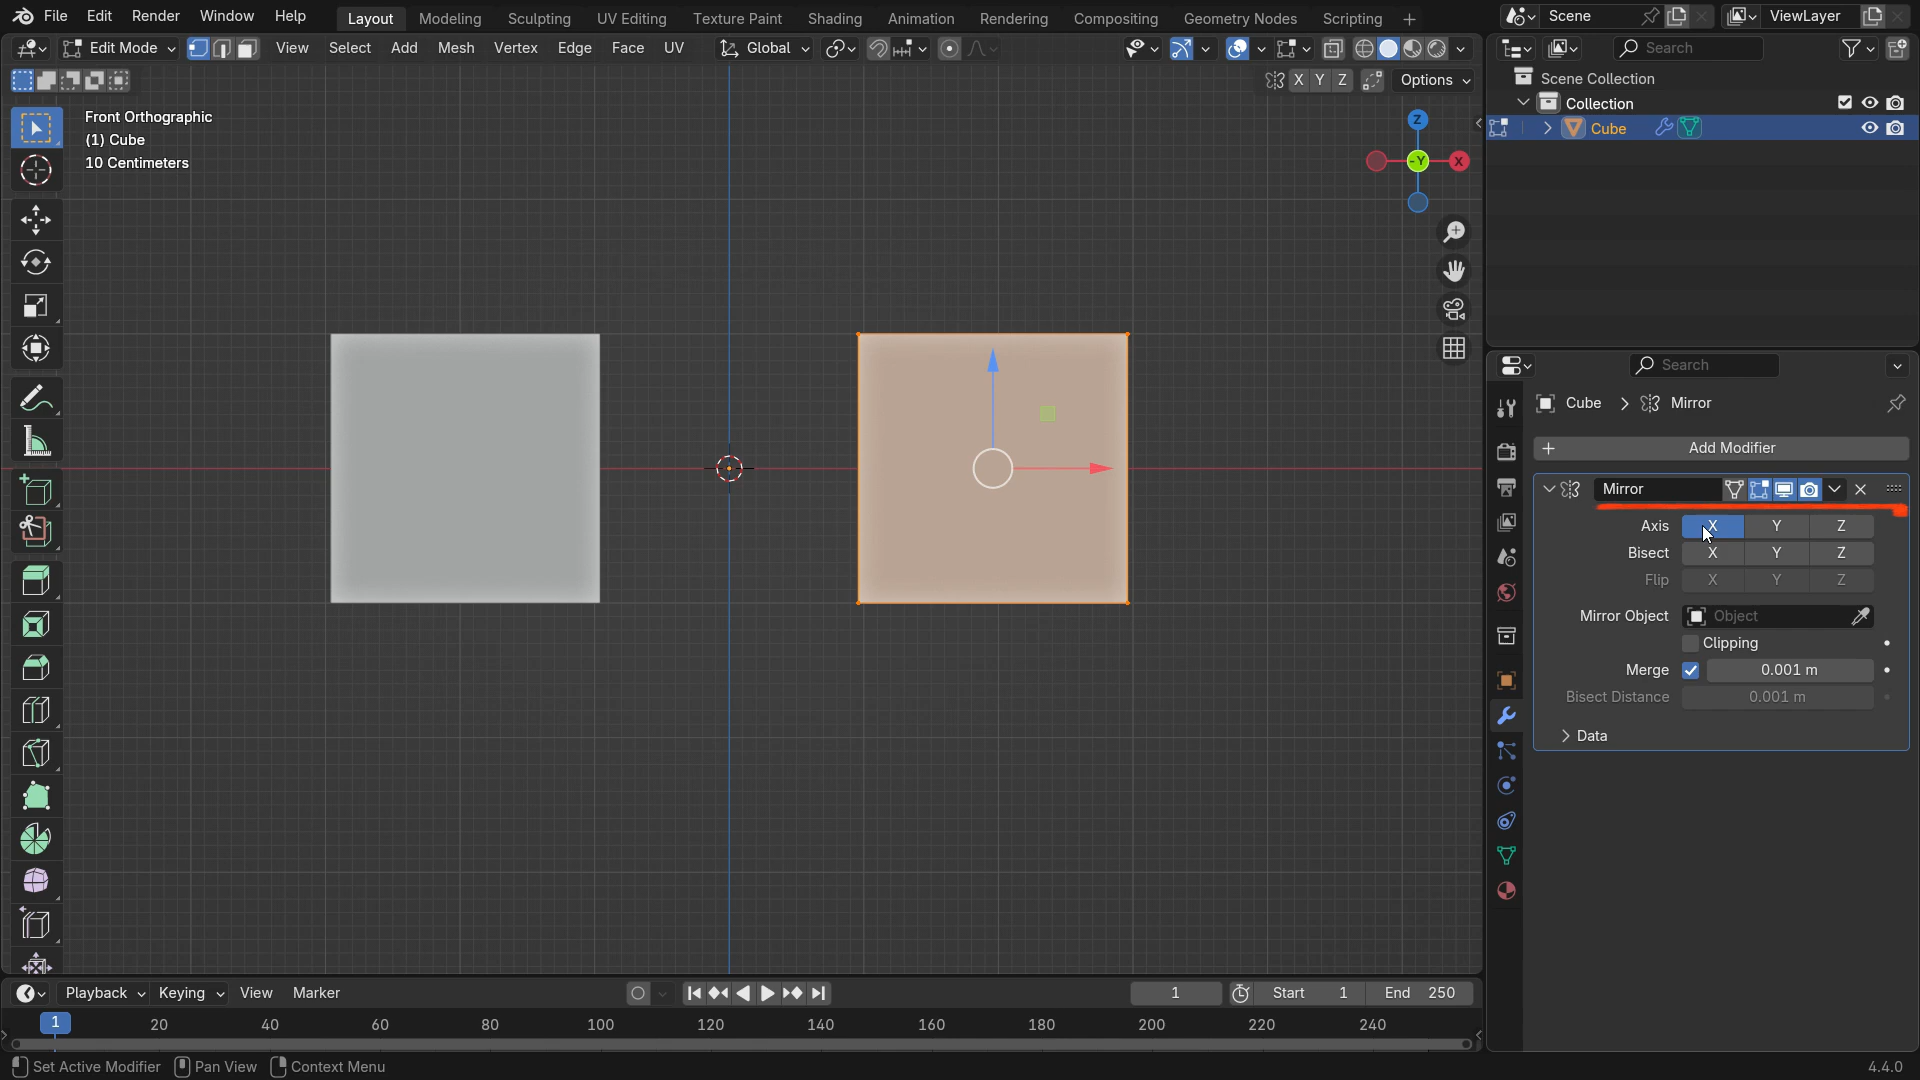 File Edit Render Window Help Layout Modeling Sculpting UV Editing Texture Paint Shading Animation Rendering Compositing Geometry Nodes Scripting + Scene ViewLayer
Edit Mode View Select Add Mesh Vertex Edge Face UV Global Search
X Y Z Options
Scene Collection
Collection
Cube
Front Orthographic
(1) Cube
10 Centimeters
Z
-Y X
Search
Cube > Mirror
+ Add Modifier
Mirror
Axis X Y Z
Bisect X Y Z
Flip X Y Z
Mirror Object Object
Clipping
Merge 0.001 m
Bisect Distance 0.001 m
Data
Playback Keying View Marker 1 Start 1 End 250
1 20 40 60 80 100 120 140 160 180 200 220 240
Set Active Modifier Pan View Context Menu 4.4.0